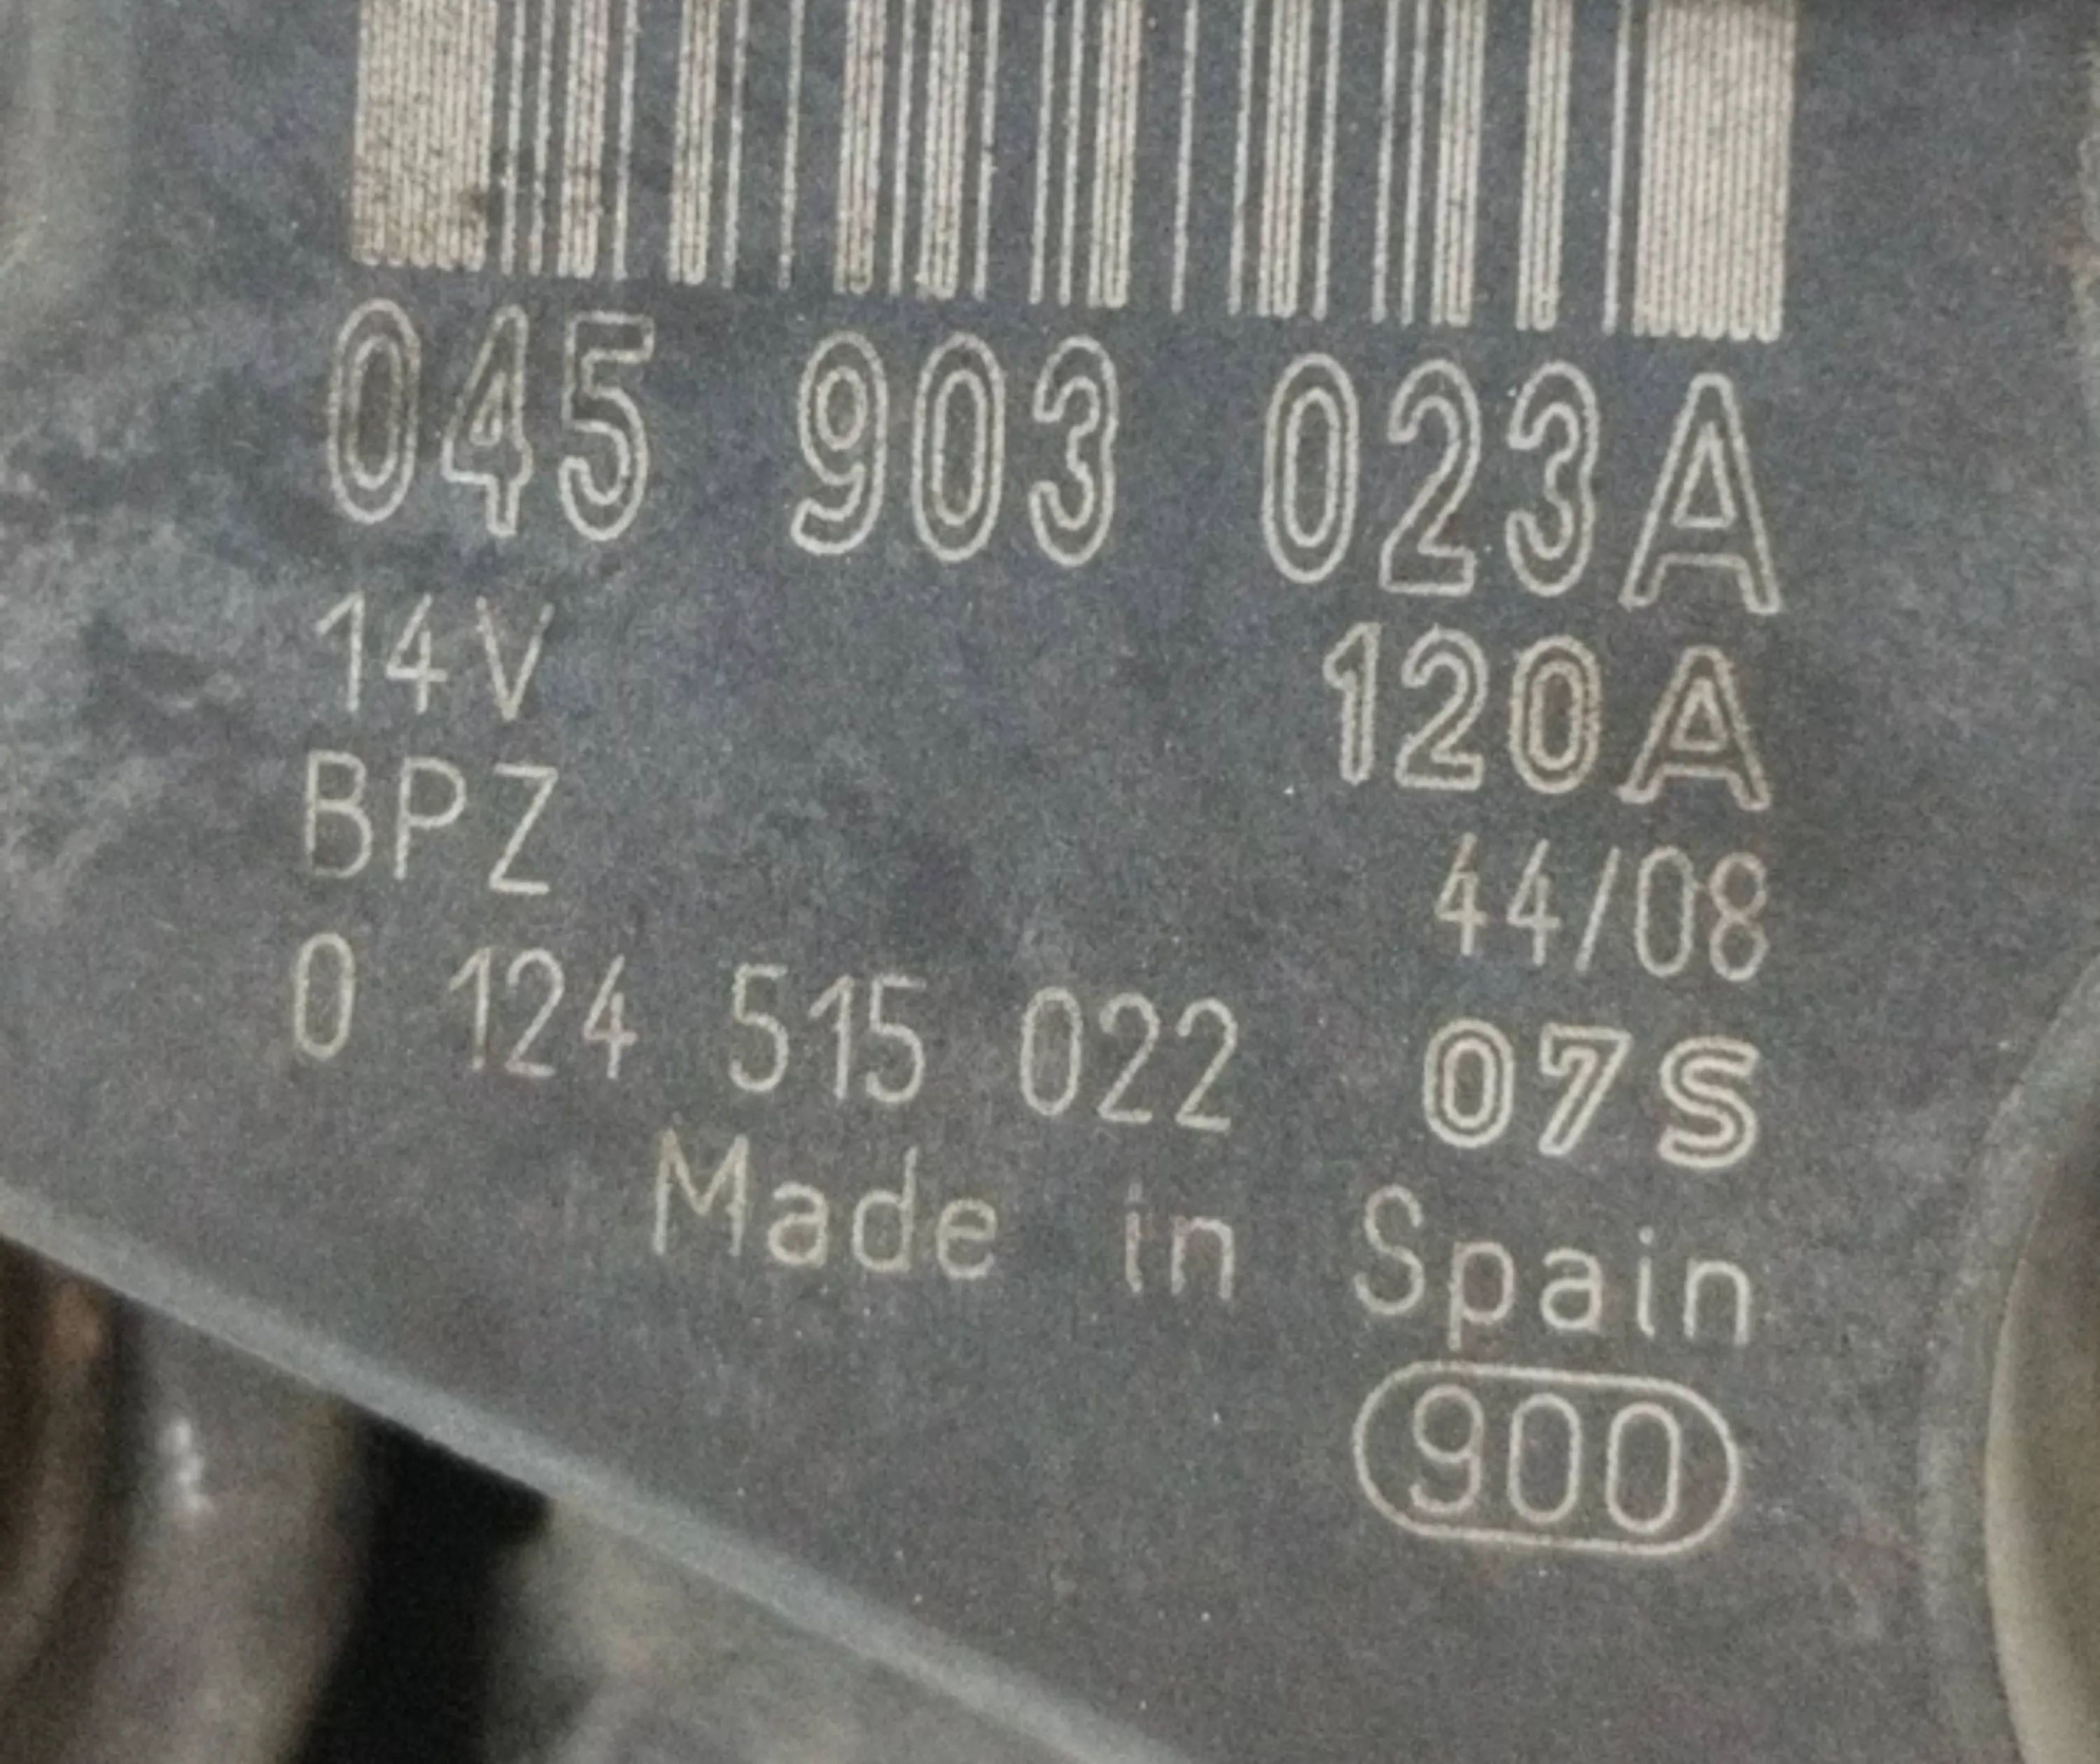 045 903 023A
14V 120A
BPZ 44/08
0 124 515 022 07S
Made in Spain
900